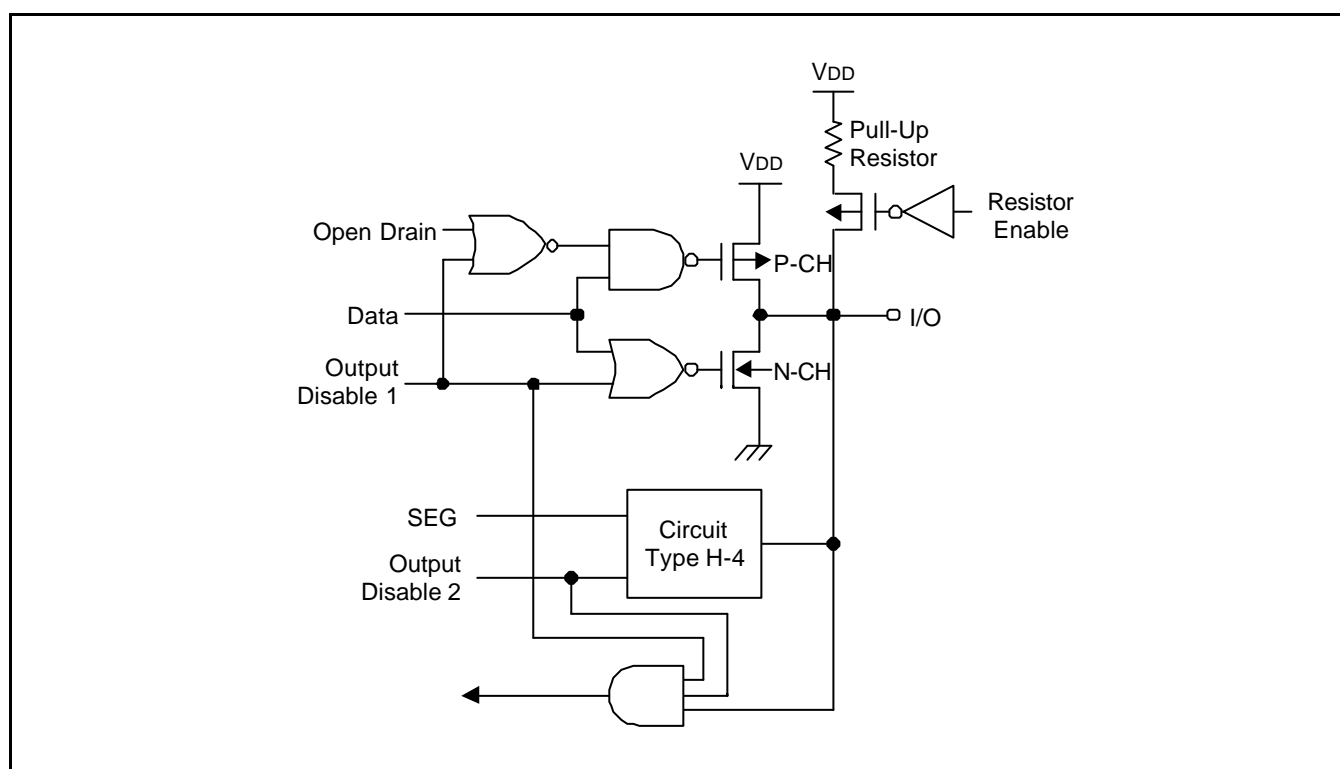 VDD
Pull-Up
Resistor
VDD
Resistor
Enable
Open Drain
P-CH
Data
I/O
Output
Disable 1
N-CH
SEG
Circuit
Type H-4
Output
Disable 2